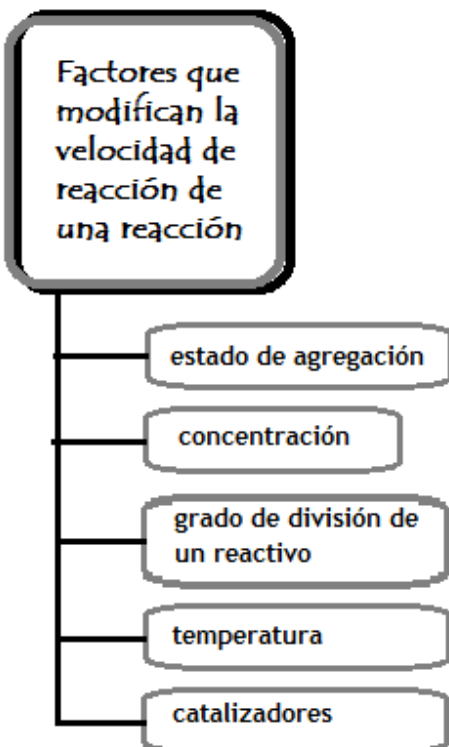 Factores que
modifican la
velocidad de
reacción de
una reacción
estado de agregación
concentración
grado de división de
un reactivo
temperatura
catalizadores